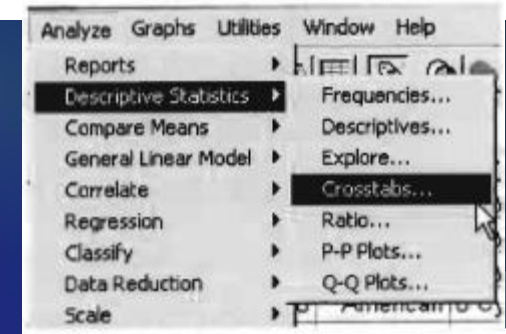 Analyze Graphs Utilities Window Help
Reports
Descriptive Statistics
Compare Means
General Linear Model
Correlate
Regression
Classify
Data Reduction
Scale
Frequencies...
Descriptives...
Explore...
Crosstabs...
Ratio...
P-P Plots...
Q-Q Plots...
American